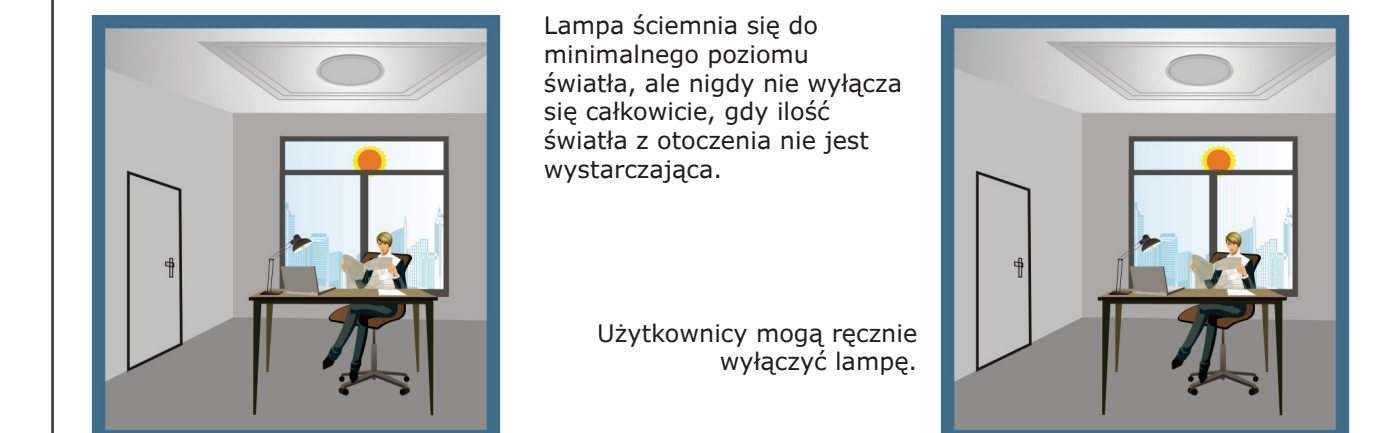 Lampa ściemnia się do
minimalnego poziomu
światła, ale nigdy nie wyłącza
się całkowicie, gdy ilość
światła z otoczenia nie jest
wystarczająca.
Użytkownicy mogą ręcznie
wyłączyć lampę.